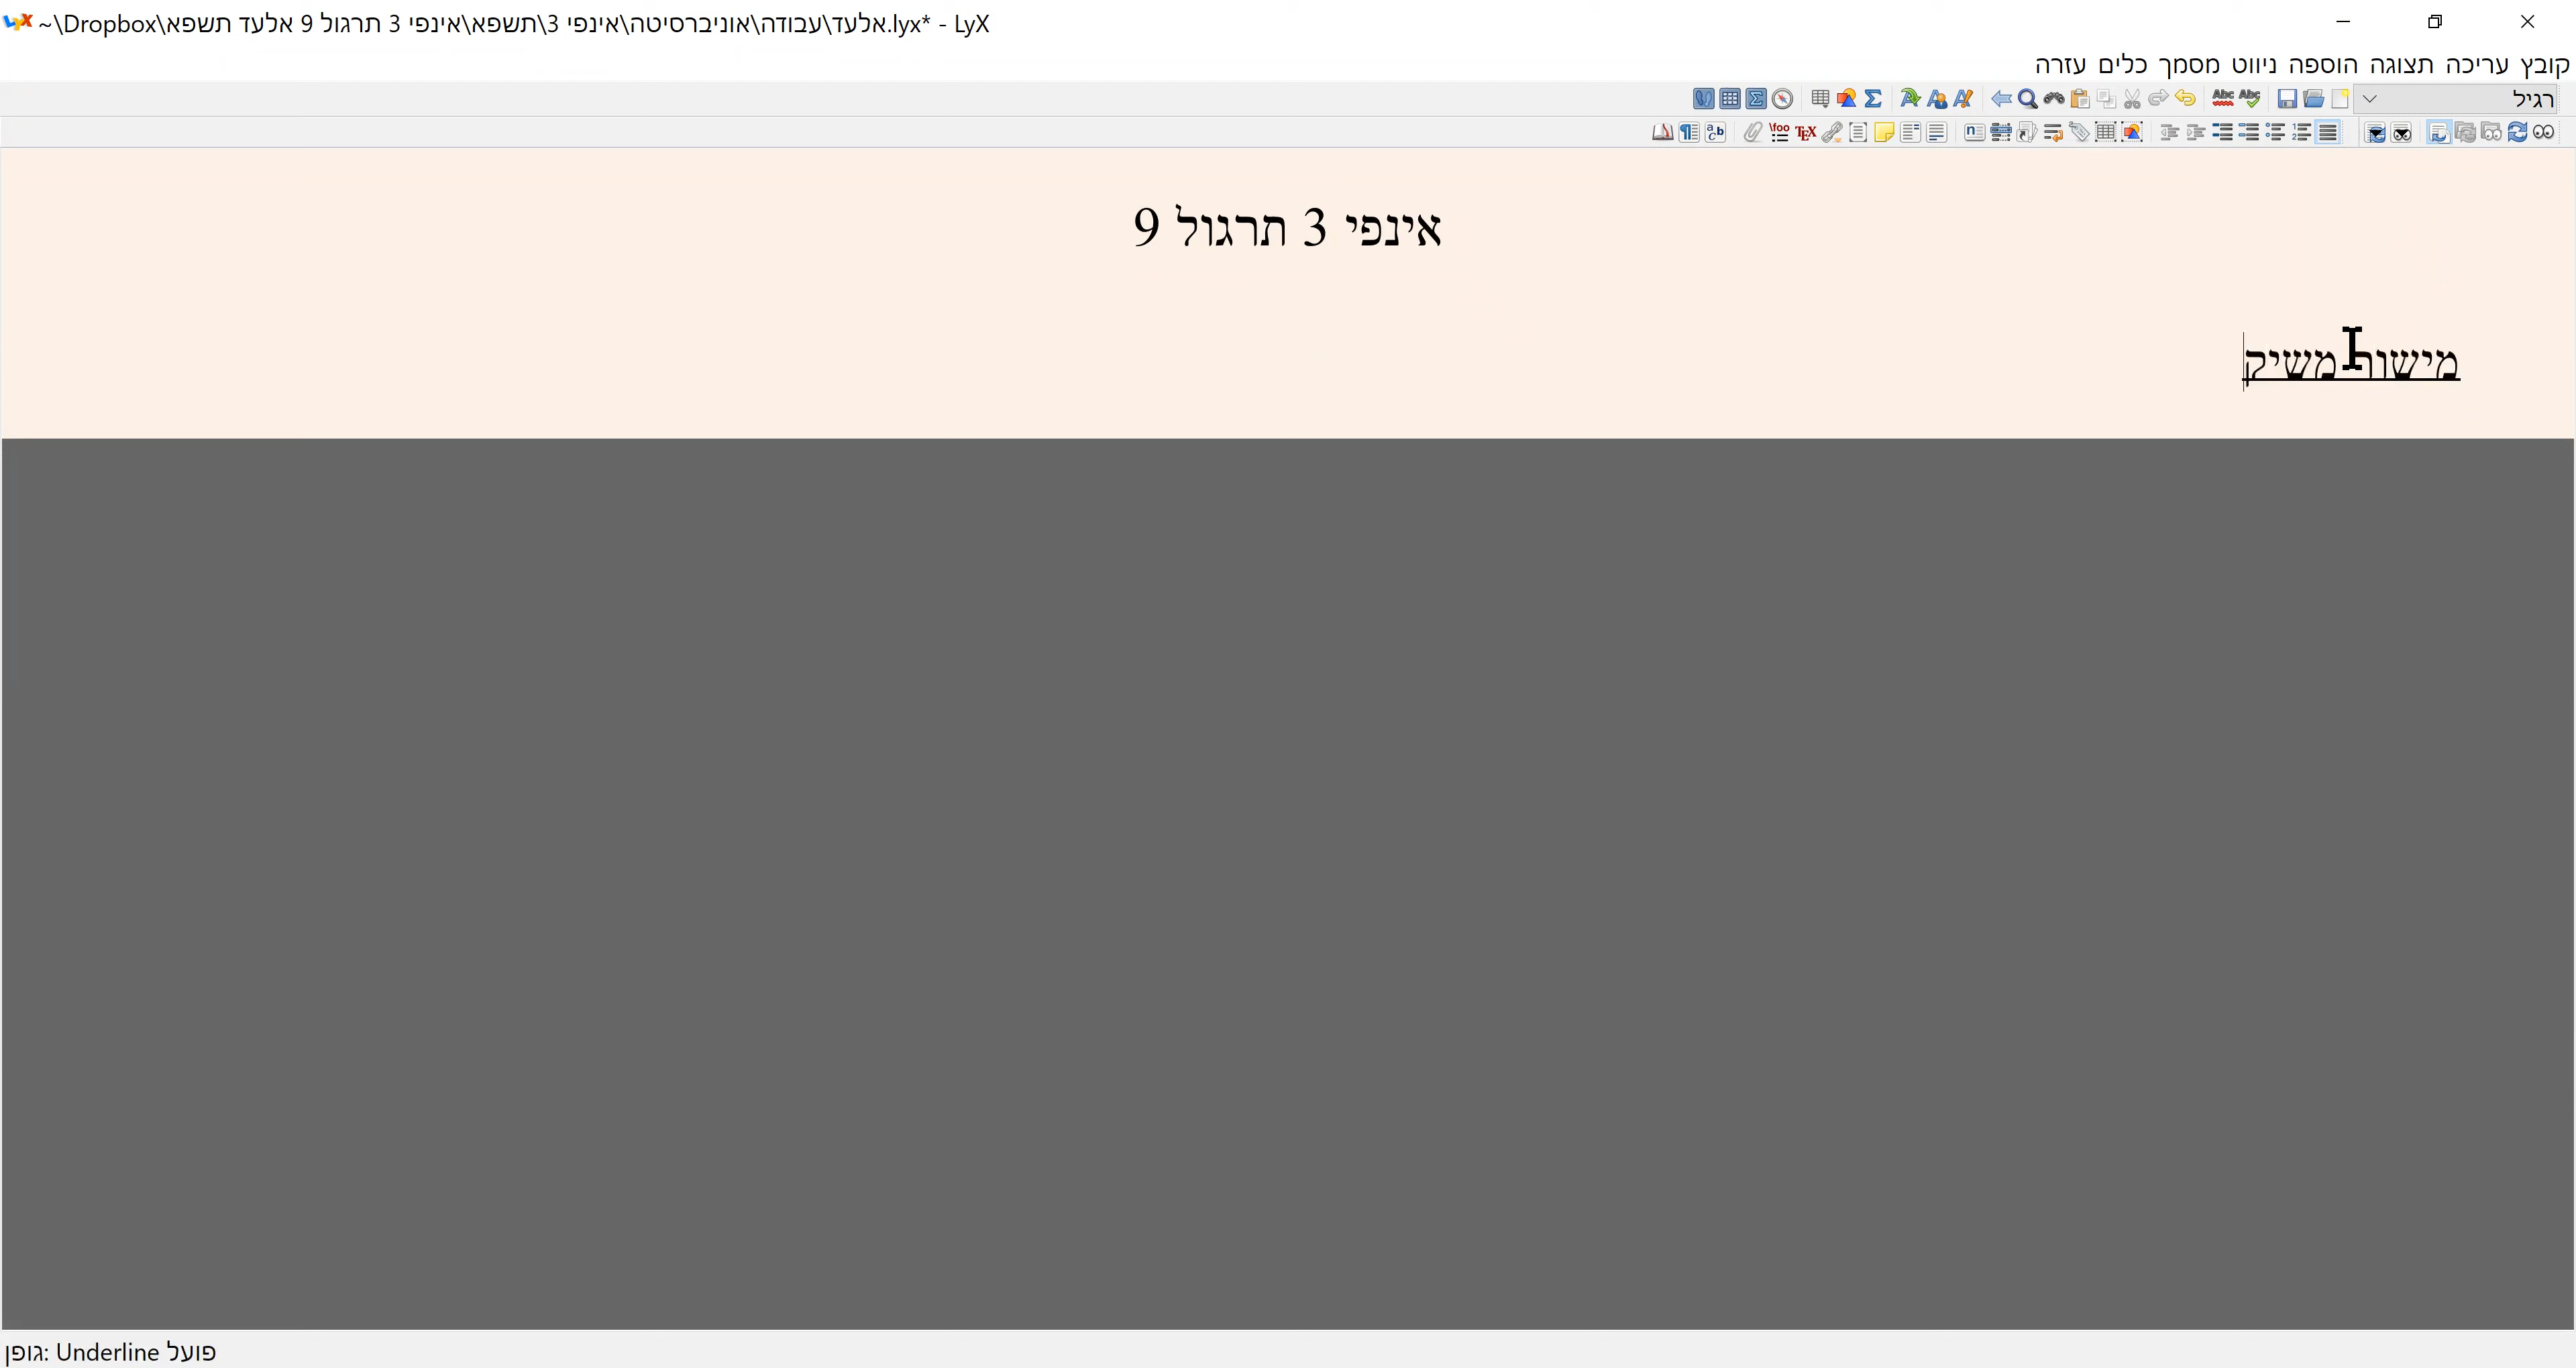 ~\Dropbox\אלעד\עבודה\אוניברסיטה\אינפי 3\תשפא\אינפי 3 תרגול 9 אלעד תשפא.lyx* - LyX
קובץ עריכה תצוגה הוספה ניווט מסמך כלים עזרה
רגיל
אינפי 3 תרגול 9
מישור משיק
גופן: Underline פועל